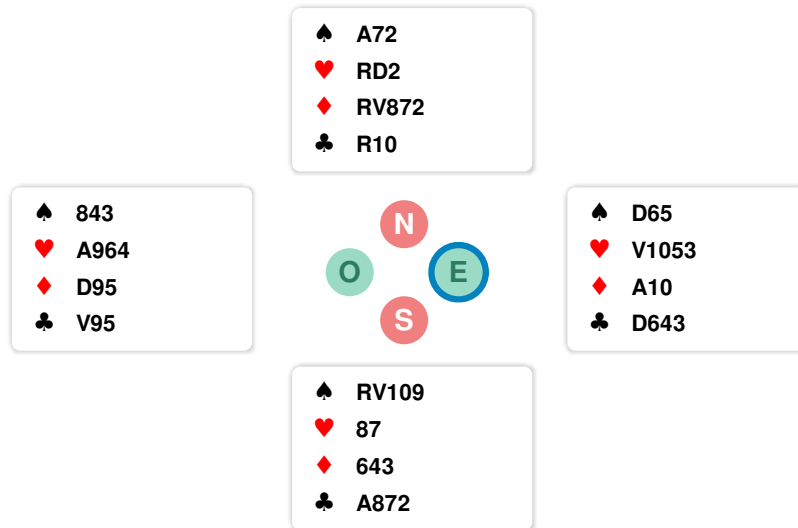 ♠ A72
♥ RD2
♦ RV872
♣ R10
♠ 843
♥ A964
♦ D95
♣ V95
N
O E
S
♠ D65
♥ V1053
♦ A10
♣ D643
♠ RV109
♥ 87
♦ 643
♣ A872